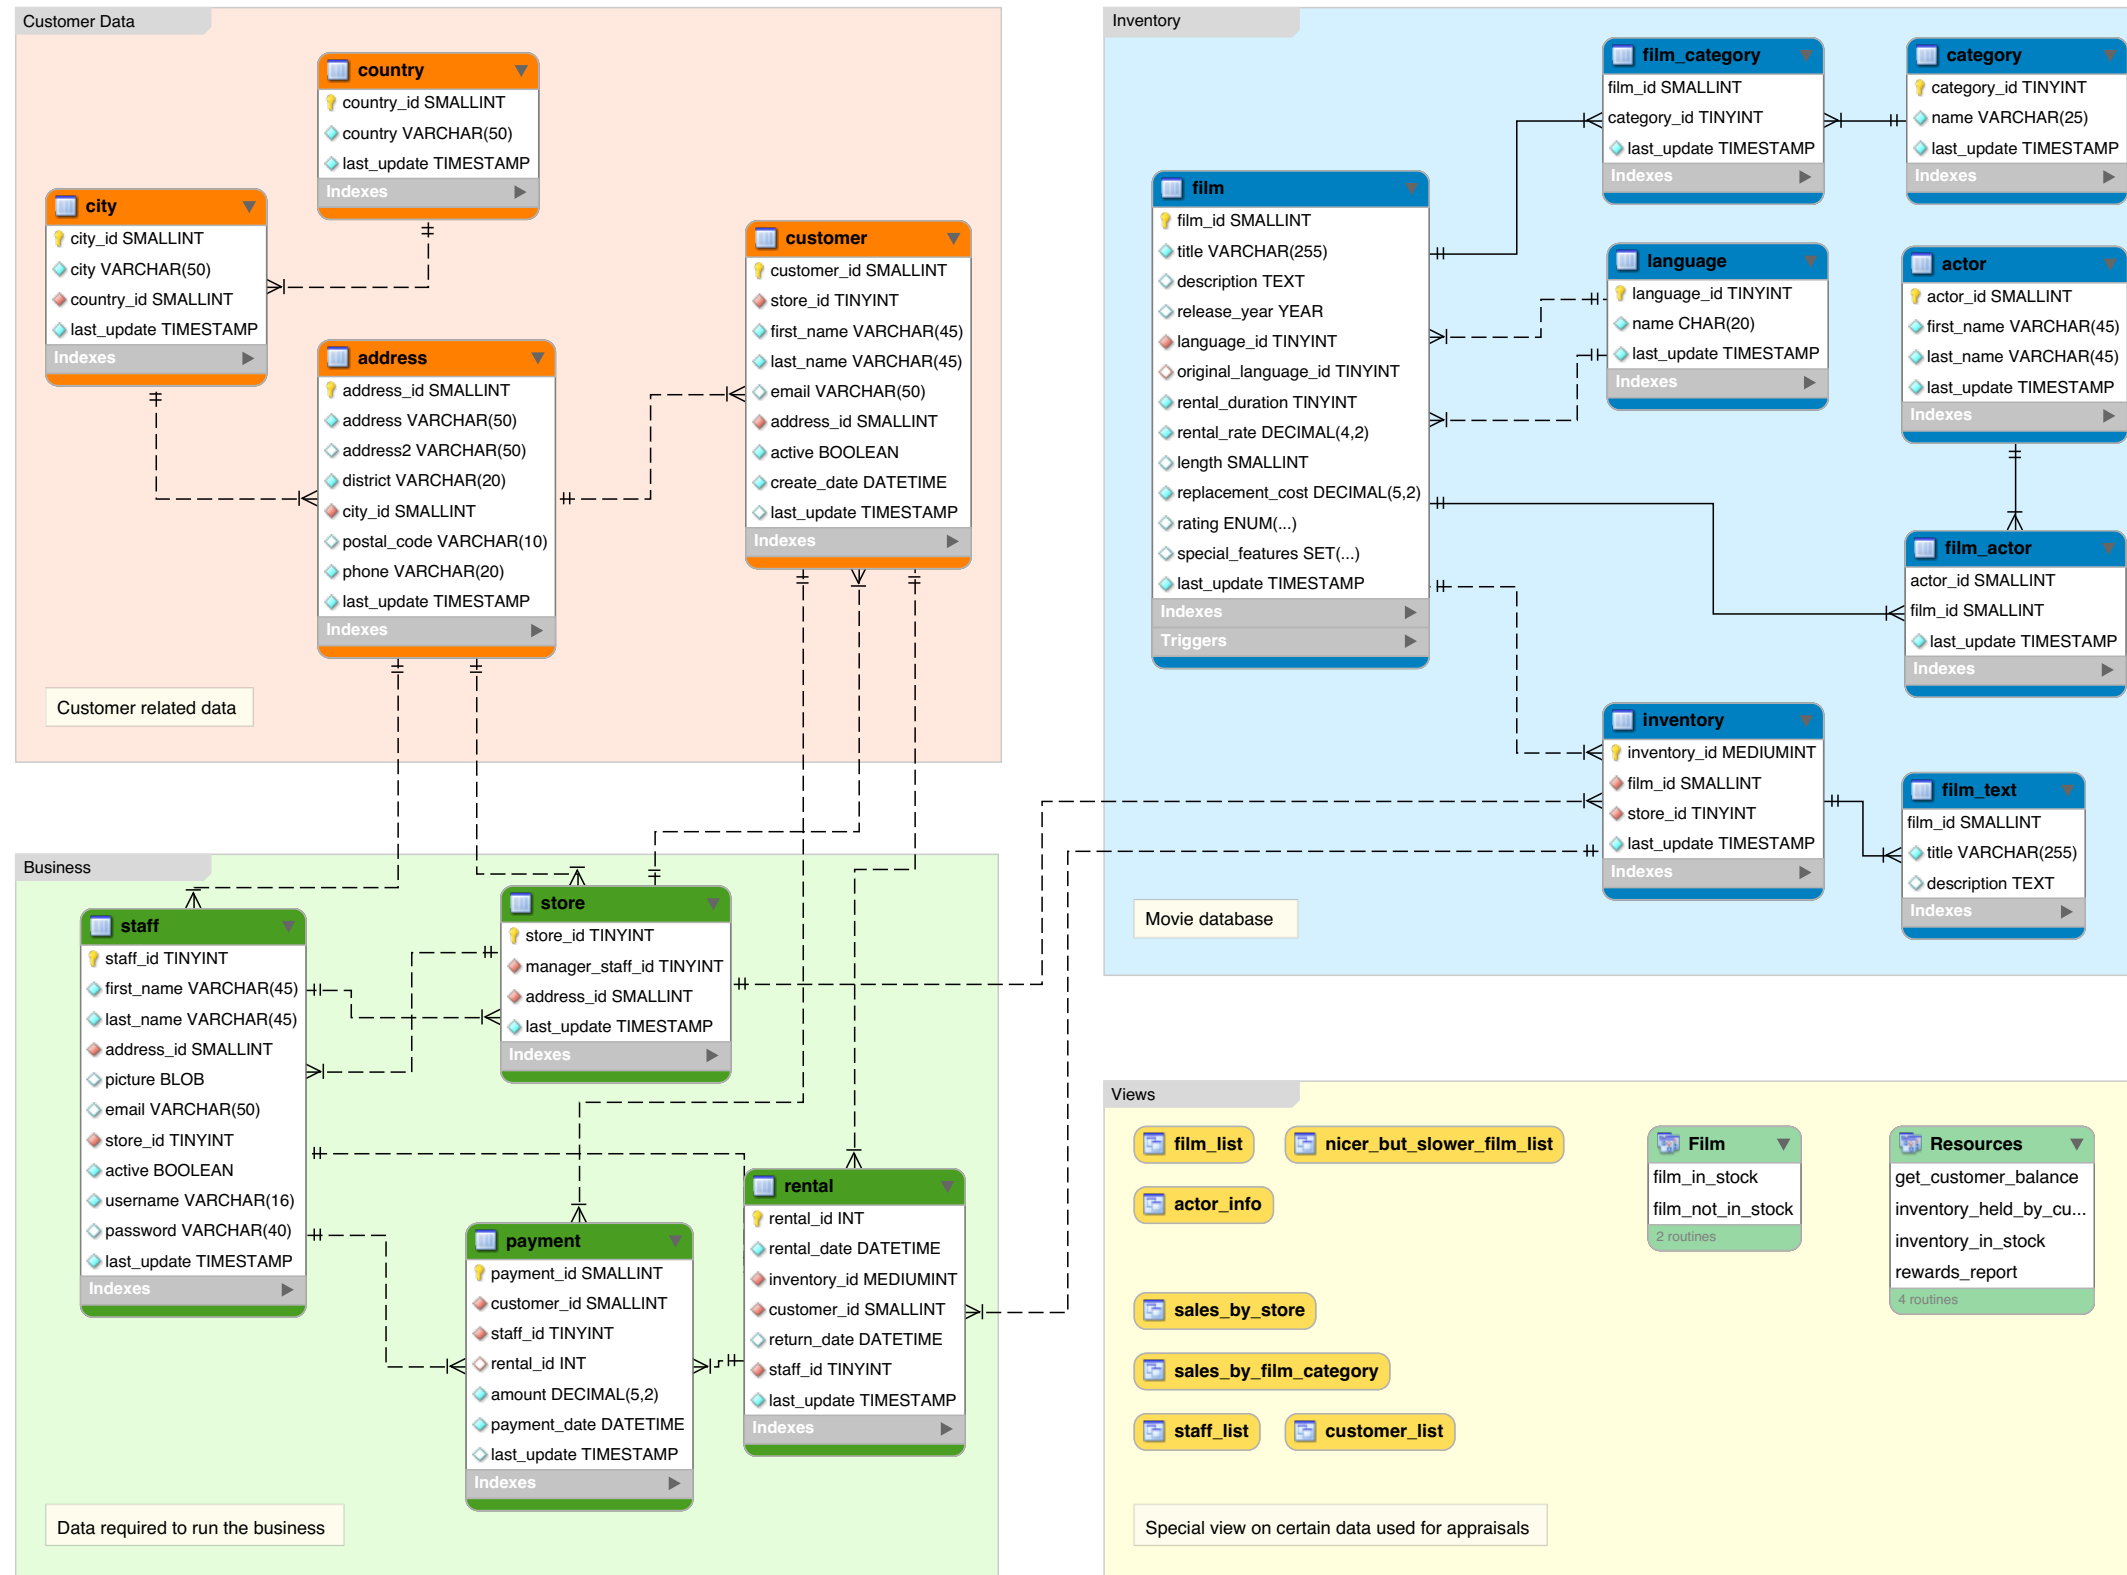 Customer Data
country
country_id SMALLINT
country VARCHAR(50)
last_update TIMESTAMP
Indexes
city
city_id SMALLINT
city VARCHAR(50)
country_id SMALLINT
last_update TIMESTAMP
Indexes
address
address_id SMALLINT
address VARCHAR(50)
address2 VARCHAR(50)
district VARCHAR(20)
city_id SMALLINT
postal_code VARCHAR(10)
phone VARCHAR(20)
last_update TIMESTAMP
Indexes
customer
customer_id SMALLINT
store_id TINYINT
first_name VARCHAR(45)
last_name VARCHAR(45)
email VARCHAR(50)
address_id SMALLINT
active BOOLEAN
create_date DATETIME
last_update TIMESTAMP
Indexes
Customer related data
Inventory
film
film_id SMALLINT
title VARCHAR(255)
description TEXT
release_year YEAR
language_id TINYINT
original_language_id TINYINT
rental_duration TINYINT
rental_rate DECIMAL(4,2)
length SMALLINT
replacement_cost DECIMAL(5,2)
rating ENUM(...)
special_features SET(...)
last_update TIMESTAMP
Indexes
Triggers
film_category
film_id SMALLINT
category_id TINYINT
last_update TIMESTAMP
Indexes
category
category_id TINYINT
name VARCHAR(25)
last_update TIMESTAMP
Indexes
language
language_id TINYINT
name CHAR(20)
last_update TIMESTAMP
Indexes
actor
actor_id SMALLINT
first_name VARCHAR(45)
last_name VARCHAR(45)
last_update TIMESTAMP
Indexes
film_actor
actor_id SMALLINT
film_id SMALLINT
last_update TIMESTAMP
Indexes
inventory
inventory_id MEDIUMINT
film_id SMALLINT
store_id TINYINT
last_update TIMESTAMP
Indexes
film_text
film_id SMALLINT
title VARCHAR(255)
description TEXT
Indexes
Movie database
Business
staff
staff_id TINYINT
first_name VARCHAR(45)
last_name VARCHAR(45)
address_id SMALLINT
picture BLOB
email VARCHAR(50)
store_id TINYINT
active BOOLEAN
username VARCHAR(16)
password VARCHAR(40)
last_update TIMESTAMP
Indexes
store
store_id TINYINT
manager_staff_id TINYINT
address_id SMALLINT
last_update TIMESTAMP
Indexes
payment
payment_id SMALLINT
customer_id SMALLINT
staff_id TINYINT
rental_id INT
amount DECIMAL(5,2)
payment_date DATETIME
last_update TIMESTAMP
Indexes
rental
rental_id INT
rental_date DATETIME
inventory_id MEDIUMINT
customer_id SMALLINT
return_date DATETIME
staff_id TINYINT
last_update TIMESTAMP
Indexes
Data required to run the business
Views
film_list
nicer_but_slower_film_list
actor_info
sales_by_store
sales_by_film_category
staff_list
customer_list
Film
film_in_stock
film_not_in_stock
2 routines
Resources
get_customer_balance
inventory_held_by_cu...
inventory_in_stock
rewards_report
4 routines
Special view on certain data used for appraisals